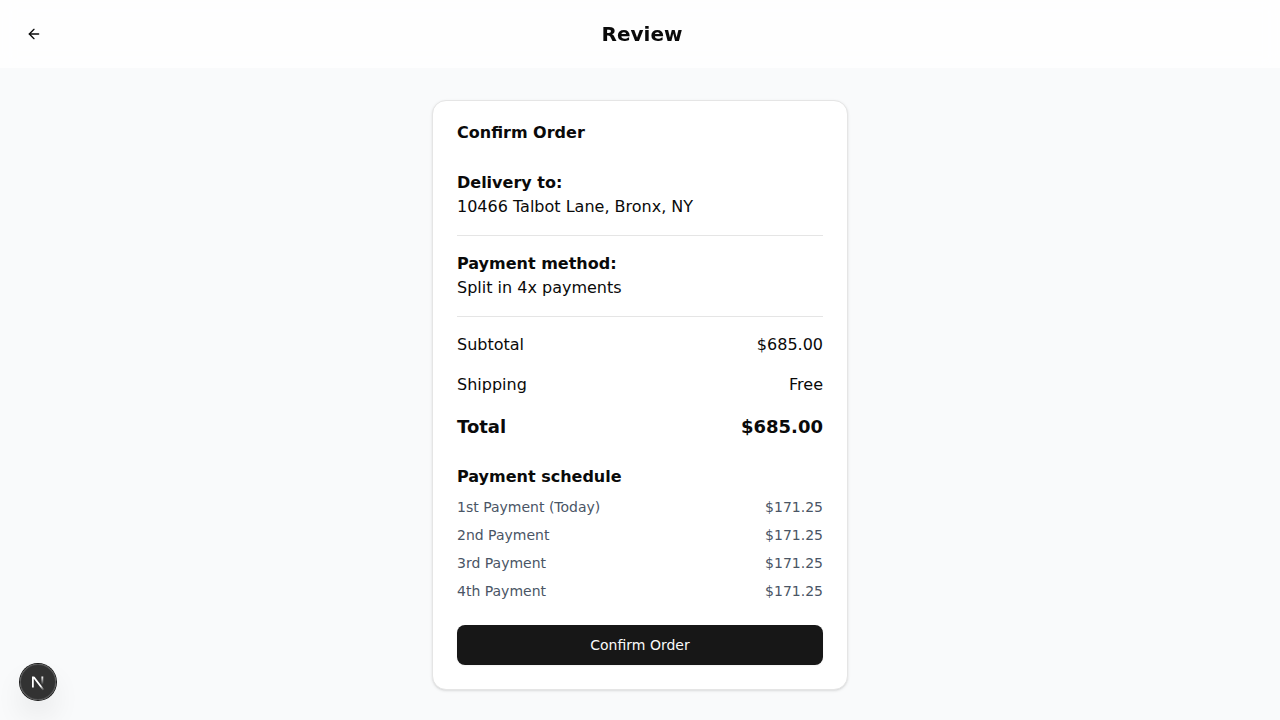 Review
Confirm Order
Delivery to:
10466 Talbot Lane, Bronx, NY
Payment method:
Split in 4x payments
Subtotal $685.00
Shipping Free
Total $685.00
Payment schedule
1st Payment (Today) $171.25
2nd Payment $171.25
3rd Payment $171.25
4th Payment $171.25
Confirm Order
N